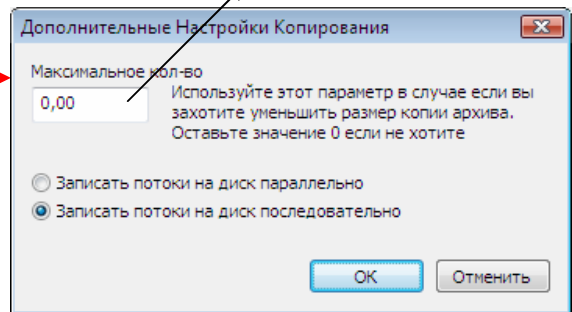 Дополнительные Настройки Копирования
Максимальное кол-во
0,00
Используйте этот параметр в случае если вы
захотите уменьшить размер копии архива.
Оставьте значение 0 если не хотите
Записать потоки на диск параллельно
Записать потоки на диск последовательно
OK
Отменить